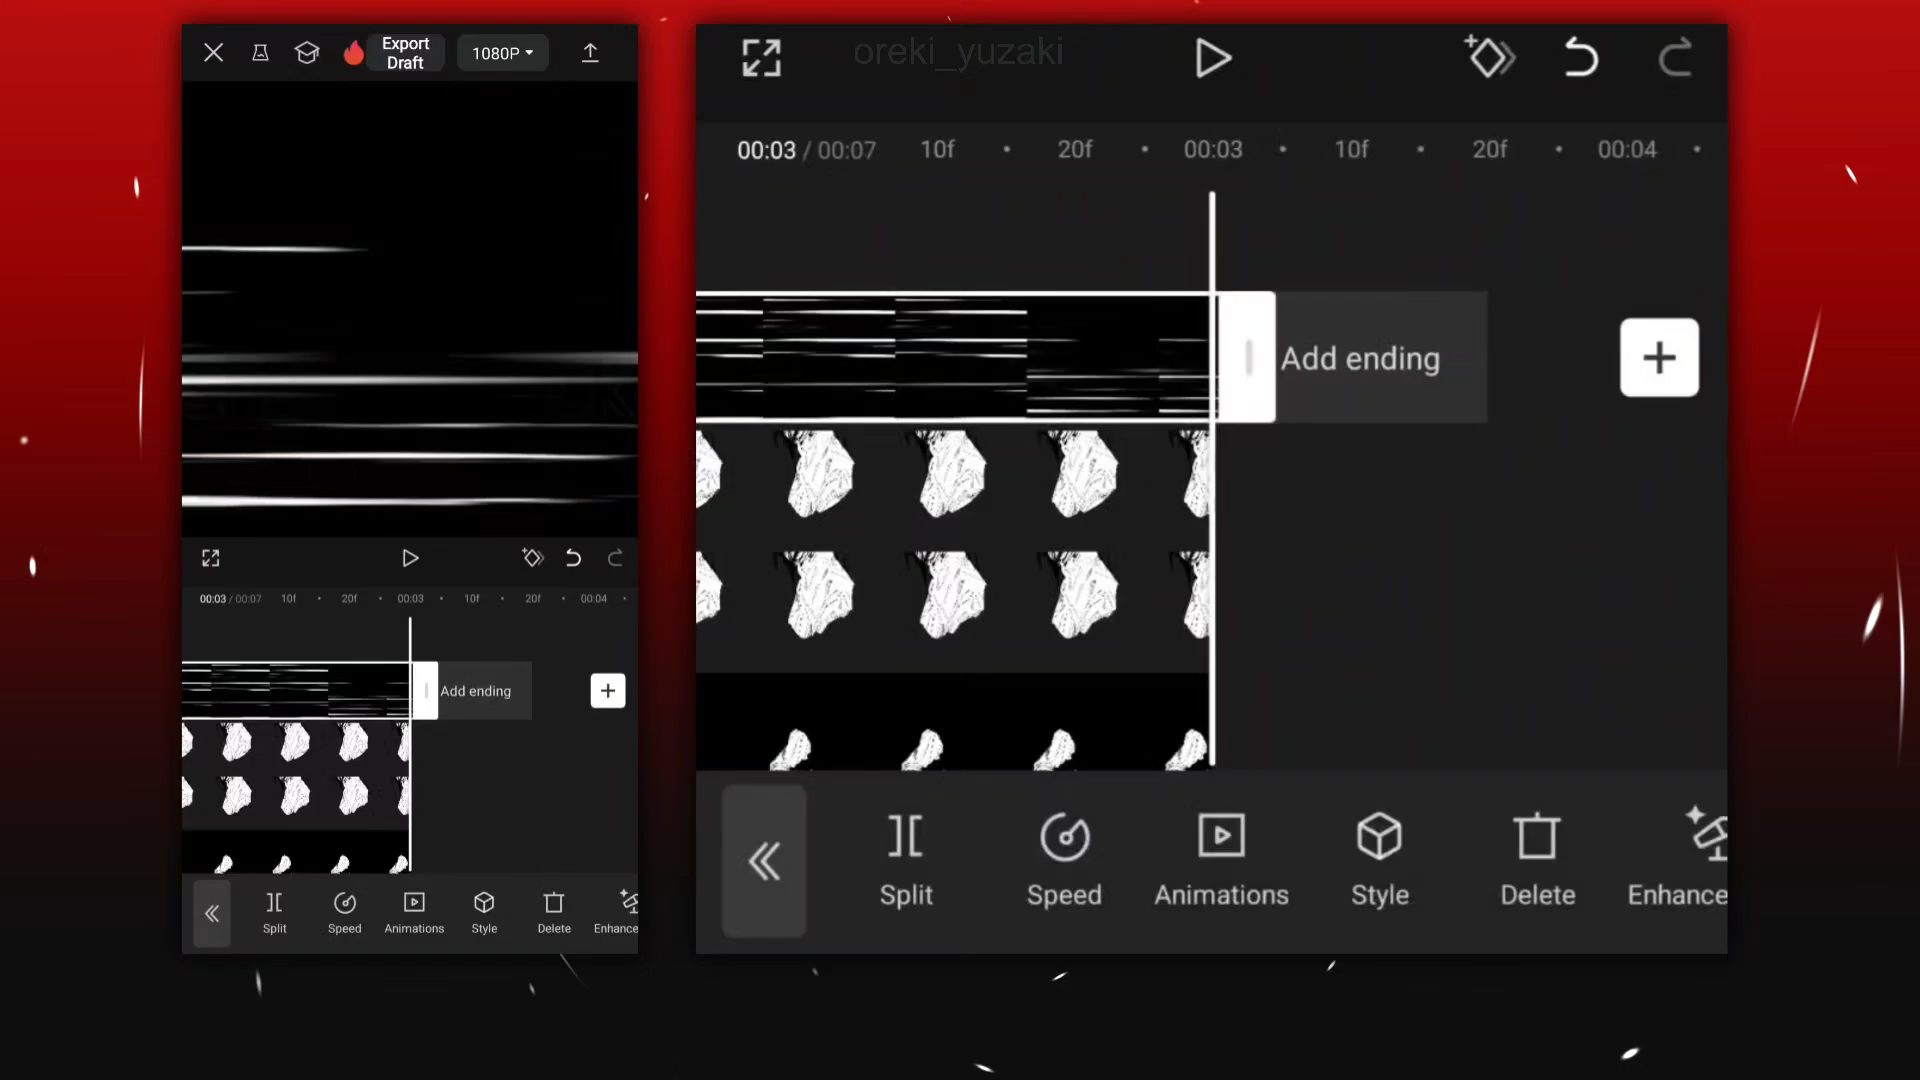 Export
Draft
1080P
00:03 / 00:07 10f 20f 00:03 10f 20f 00:04
Add ending
Split Speed Animations Style Delete Enhance
oreki_yuzaki
00:03 / 00:07 10f 20f 00:03 10f 20f 00:04
Add ending
Split Speed Animations Style Delete Enhance